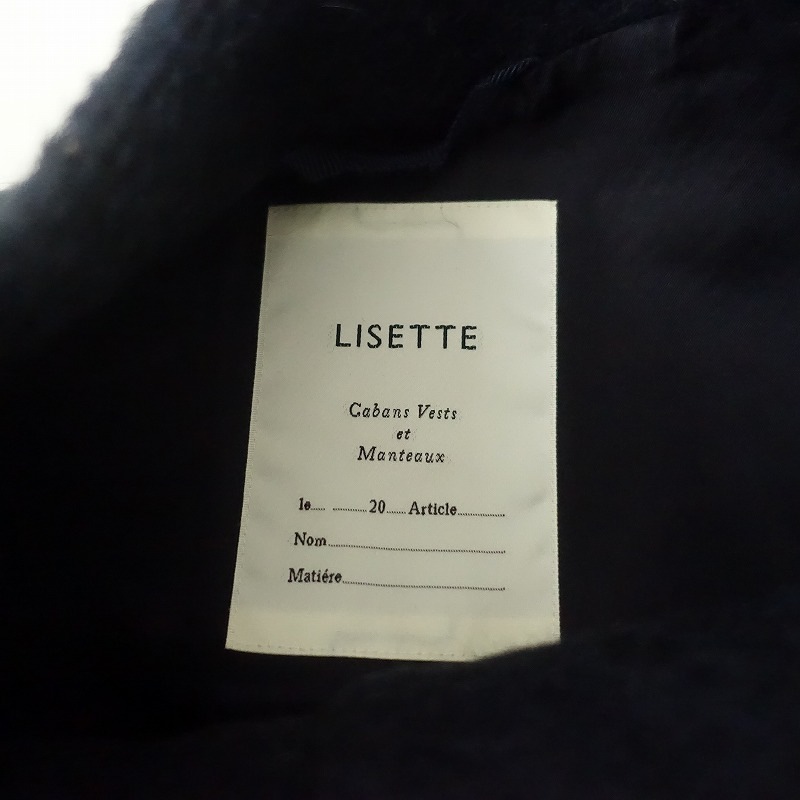 LISETTE
Cabans Vests
et
Manteaux
le..... ............20......Article..............
Nom......................................................
Matiére..................................................